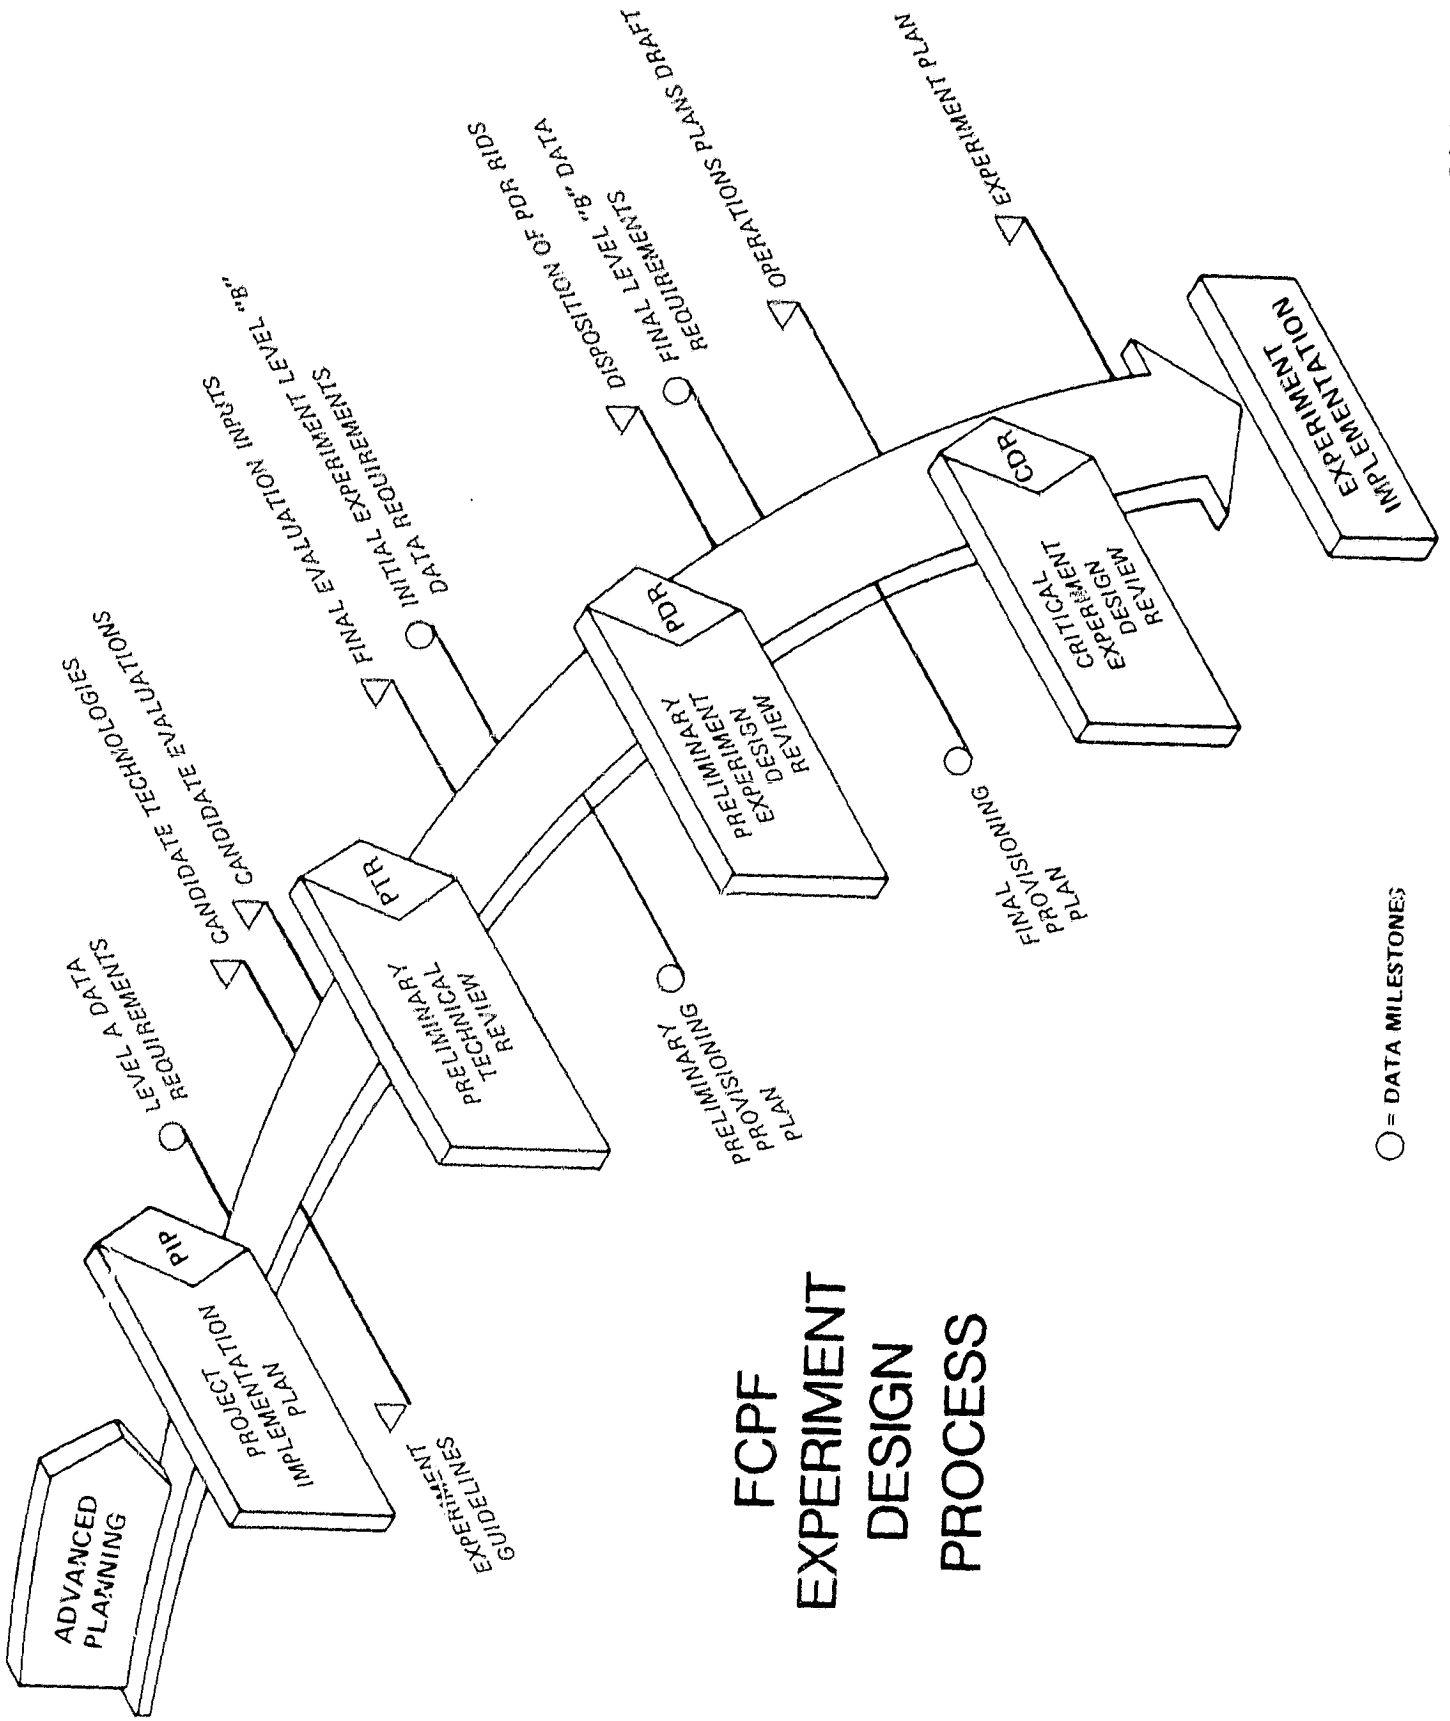 ADVANCED
PLANNING
PIP
PROJECT
IMPLEMENTATION
PLAN
LEVEL A DATA
REQUIREMENTS
EXPERIMENT
GUIDELINES
CANDIDATE TECHNOLOGIES
CANDIDATE EVALUATIONS
PTR
PRELIMINARY
TECHNICAL
REVIEW
FINAL EVALUATION INPUTS
INITIAL EXPERIMENT LEVEL "B"
DATA REQUIREMENTS
PRELIMINARY
PROVISIONING
PLAN
PDR
PRELIMINARY
EXPERIMENT
DESIGN
REVIEW
DISPOSITION OF PDR RIDS
FINAL LEVEL "B" DATA
REQUIREMENTS
OPERATIONS PLANS DRAFT
FINAL
PROVISIONING
PLAN
CDR
CRITICAL
EXPERIMENT
DESIGN
REVIEW
EXPERIMENT PLAN
EXPERIMENT
IMPLEMENTATION
FCPF
EXPERIMENT
DESIGN
PROCESS
= DATA MILESTONES